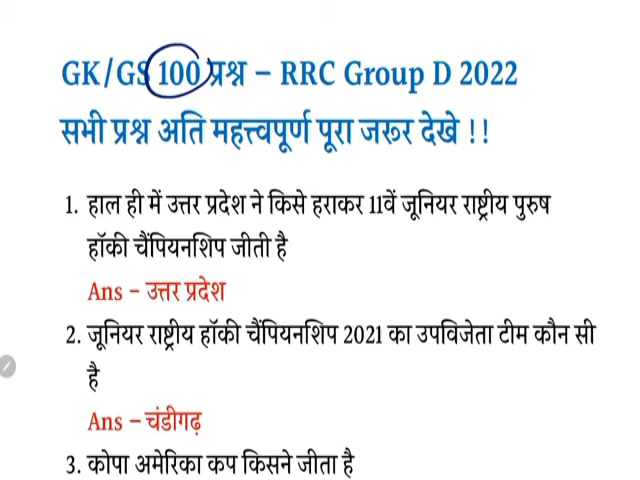 GK/GS 100 प्रश्न – RRC Group D 2022
सभी प्रश्न अति महत्त्वपूर्ण पूरा जरूर देखे !!
1. हाल ही में उत्तर प्रदेश ने किसे हराकर 11वें जूनियर राष्ट्रीय पुरुष
हॉकी चैंपियनशिप जीती है
Ans – उत्तर प्रदेश
2. जूनियर राष्ट्रीय हॉकी चैंपियनशिप 2021 का उपविजेता टीम कौन सी
है
Ans – चंडीगढ़
3. कोपा अमेरिका कप किसने जीता है